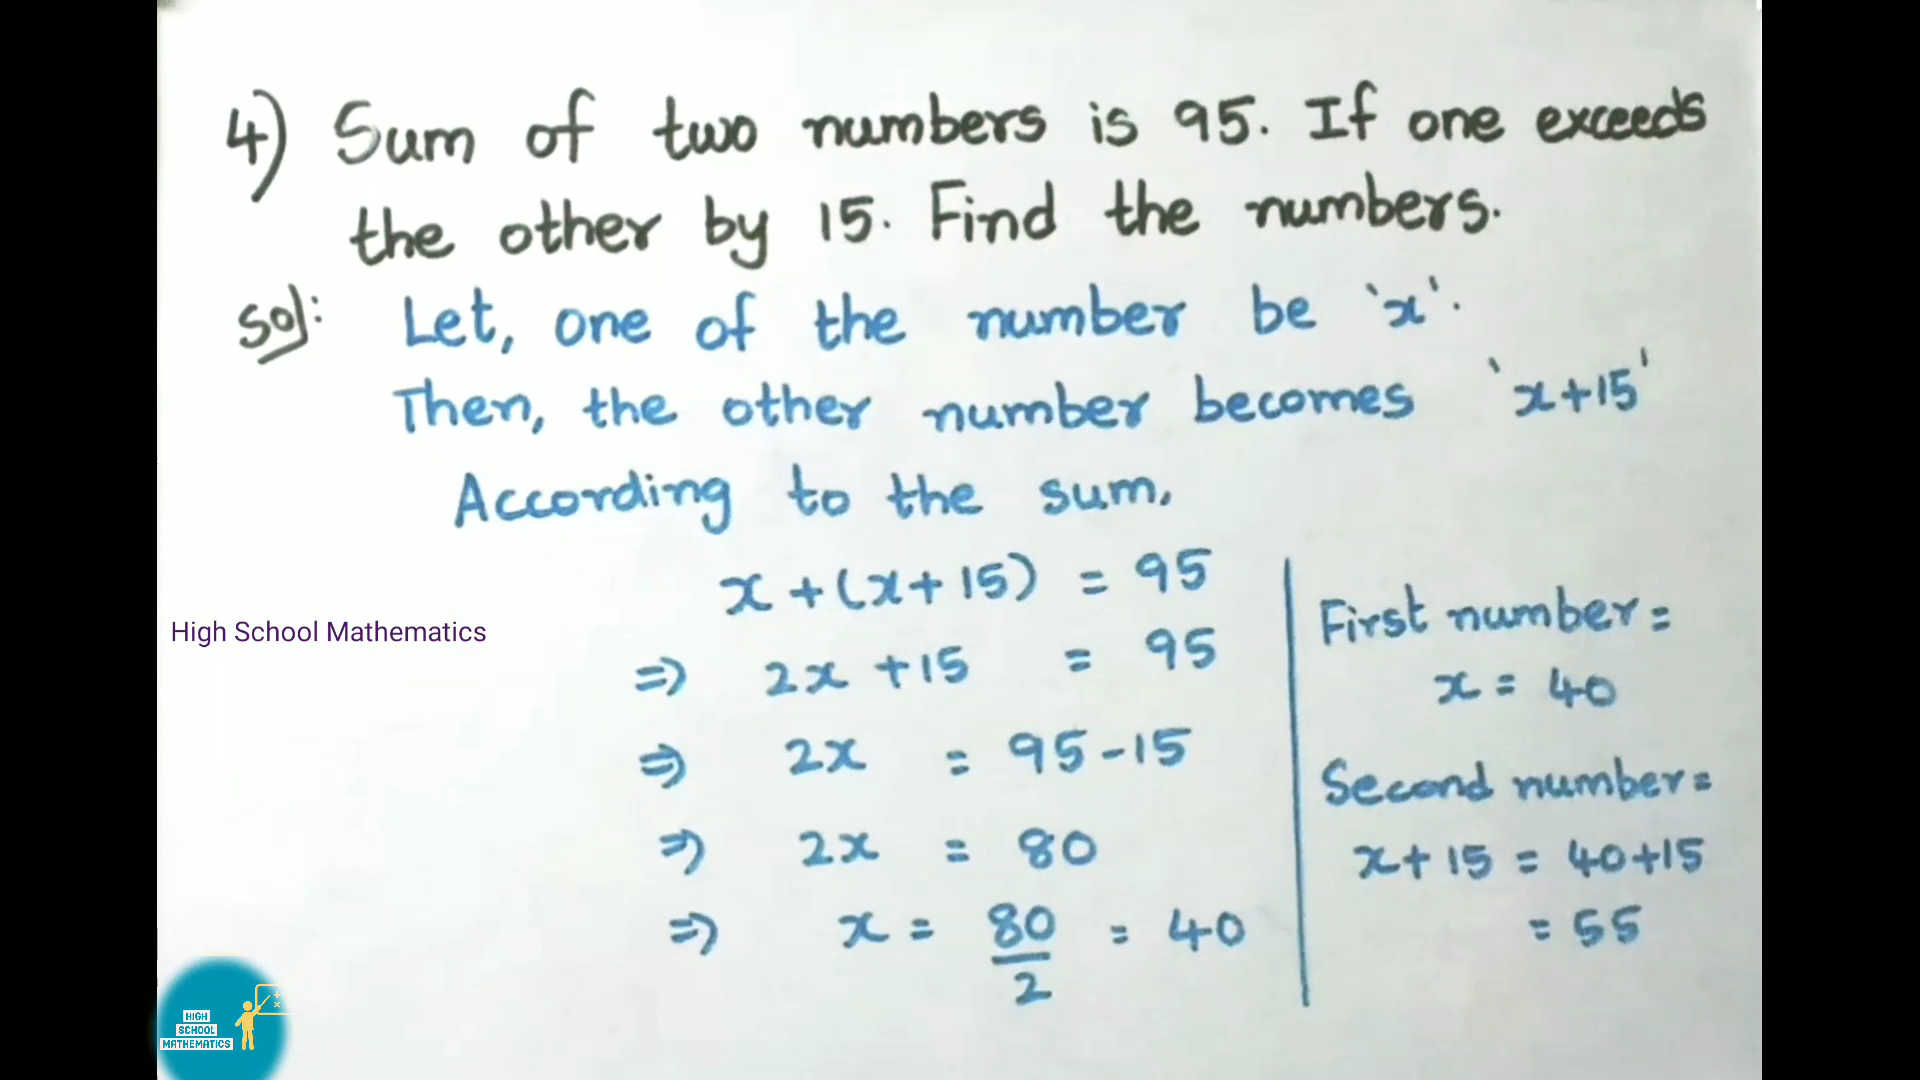 4) Sum of two numbers is 95. If one exceeds
the other by 15. Find the numbers.
Sol: Let, one of the number be 'x'.
Then, the other number becomes 'x+15'
According to the sum,
x + (x + 15) = 95
⇒ 2x + 15 = 95
⇒ 2x = 95 - 15
⇒ 2x = 80
⇒ x = 80/2 = 40
First number =
x = 40
Second number =
x + 15 = 40 + 15
= 55
High School Mathematics
HIGH
SCHOOL
MATHEMATICS